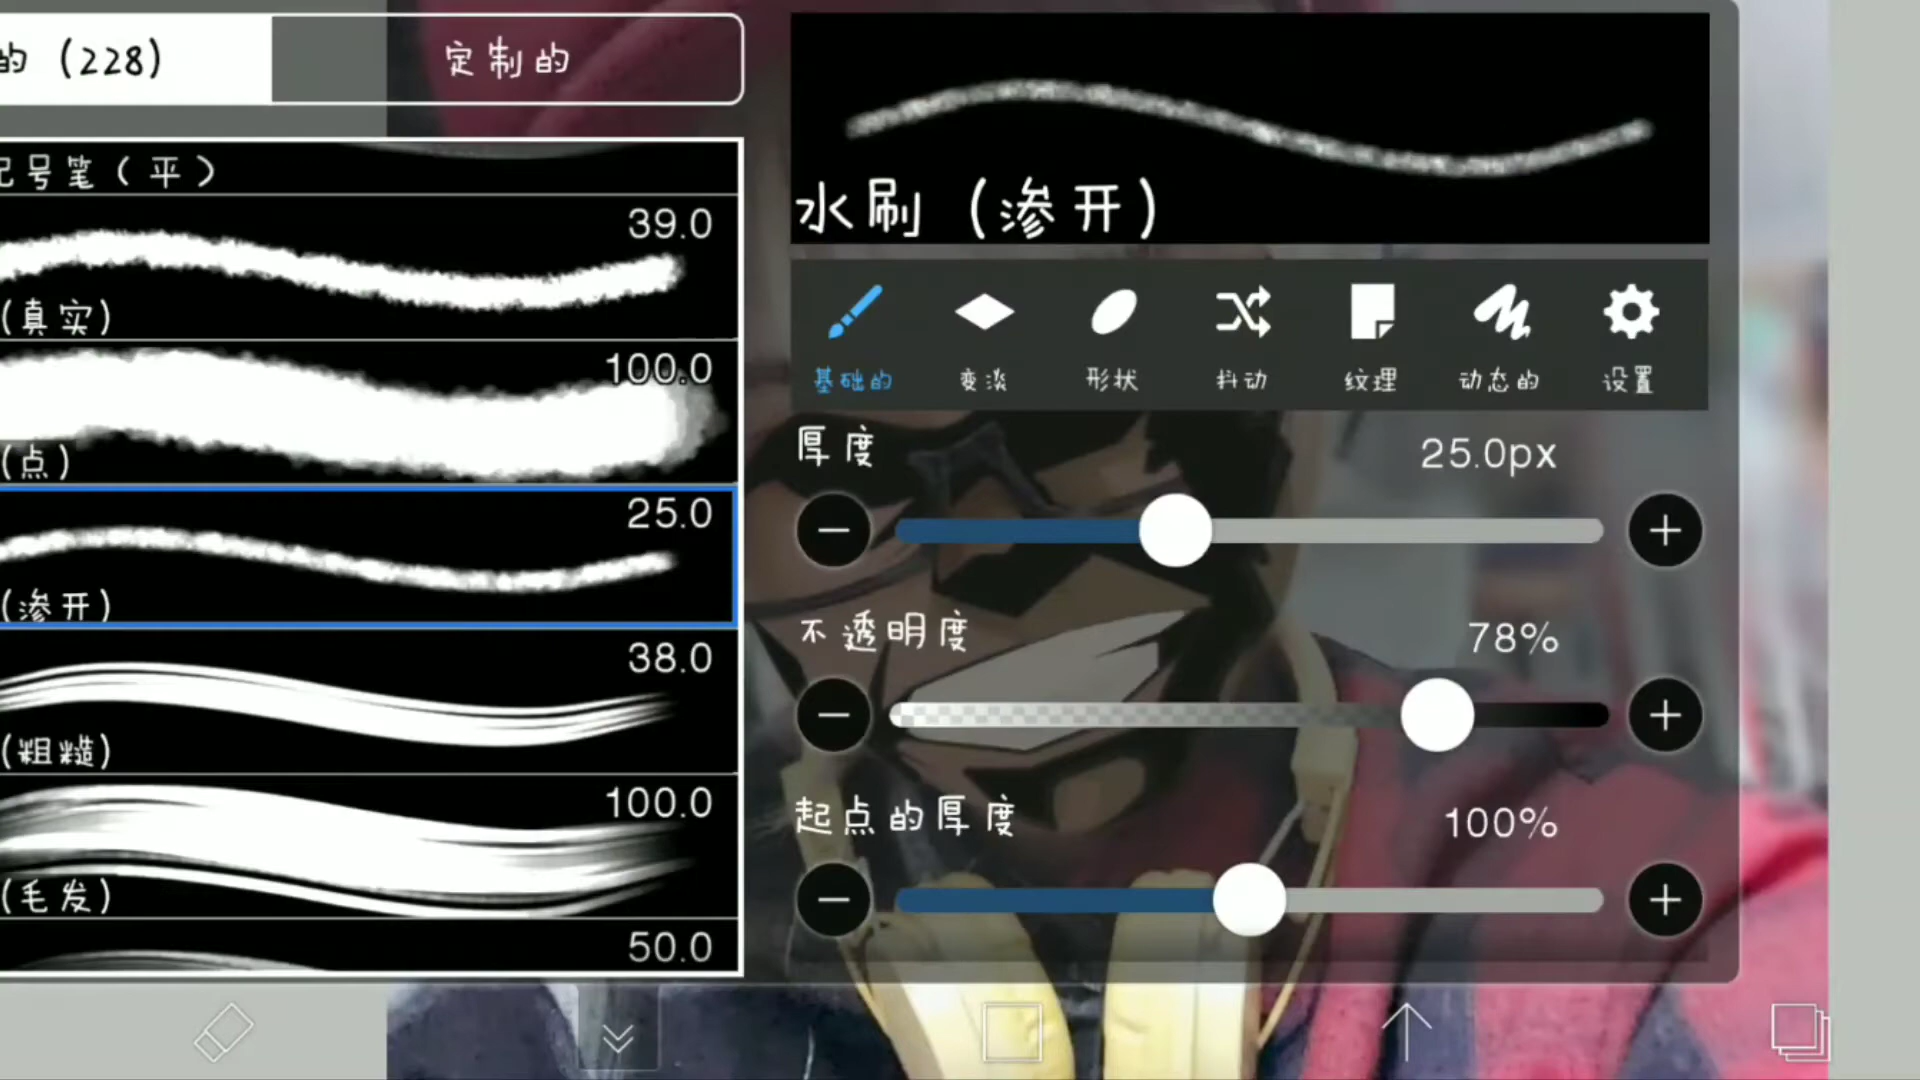 的 (228)
定制的
记号笔(平)
39.0
(真实)
100.0
(点)
25.0
(渗开)
38.0
(粗糙)
100.0
(毛发)
50.0
水刷 (渗开)
基础的
变淡
形状
抖动
纹理
动态的
设置
厚度
25.0px
不透明度
78%
起点的厚度
100%